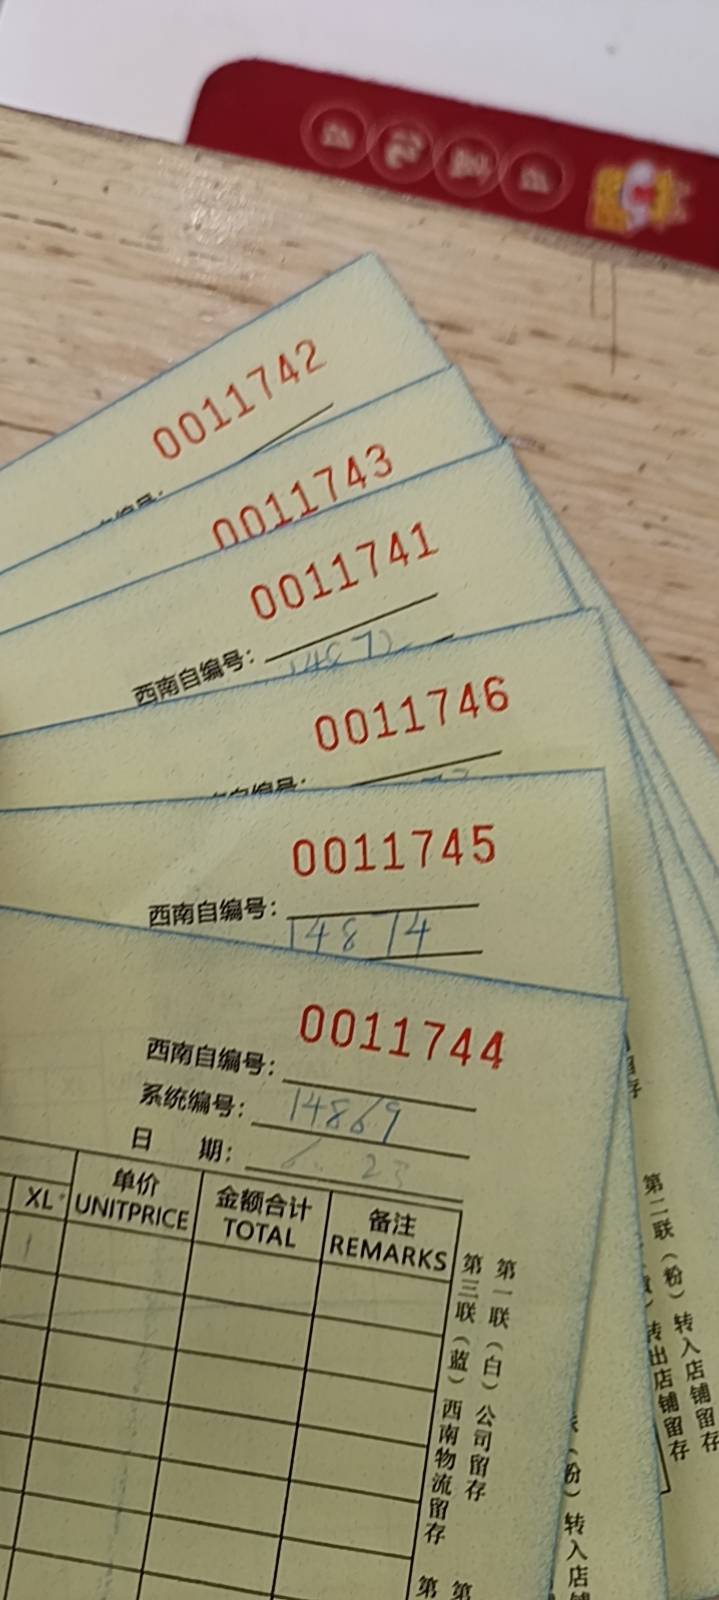 0011742
0011743
0011741
西南自编号：
0011746
0011745
西南自编号：
14874
0011744
西南自编号：
系统编号：
14869
日 期：
6. 23
XL
单价
UNITPRICE
金额合计
TOTAL
备注
REMARKS
1
第一联（白）公司留存
第三联（蓝）西南物流留存
第二联（粉）转入店铺留存
转出店铺留存
（粉）转入店